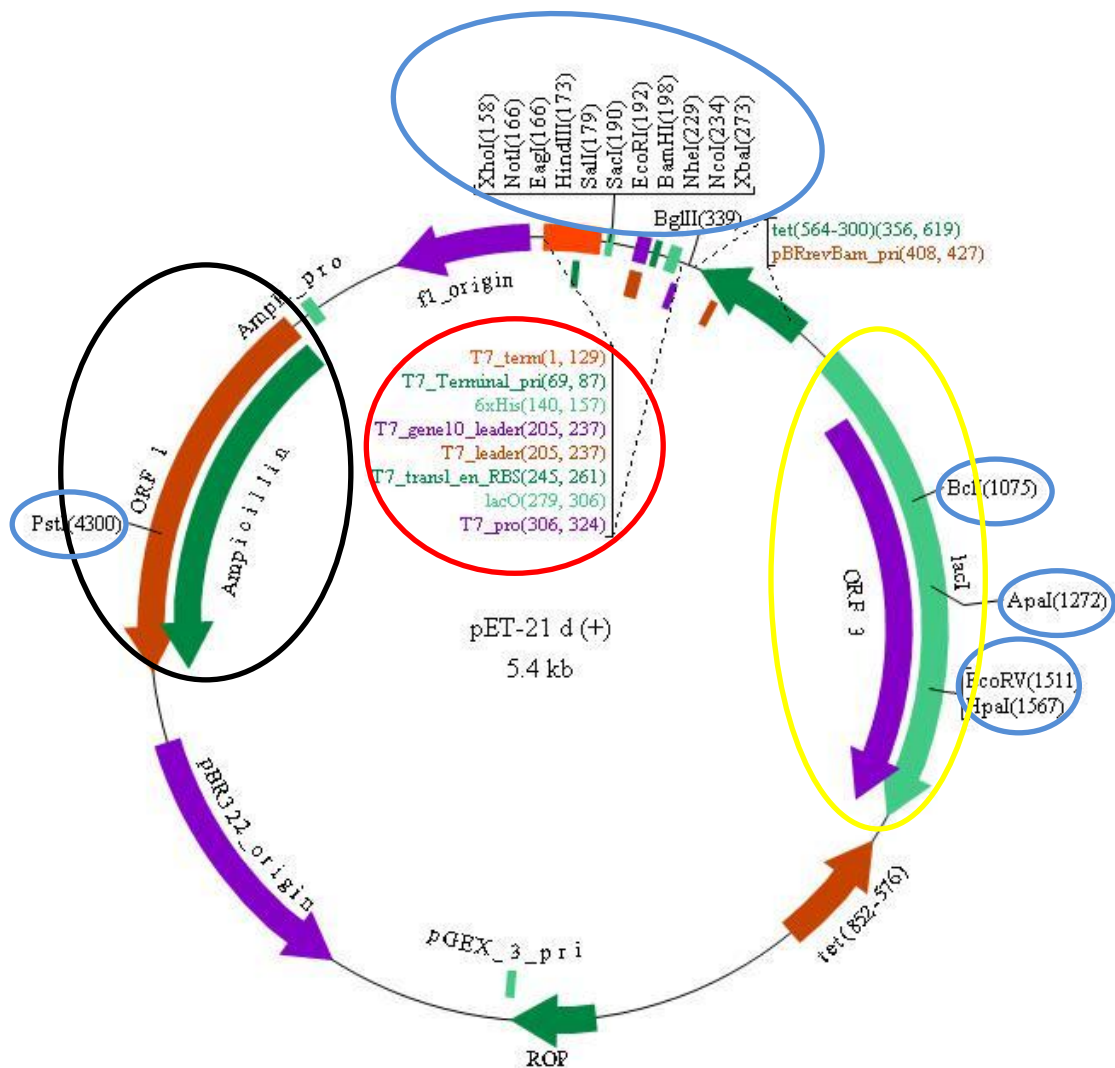 XhoI(158)
NotI(166)
EagI(166)
HindIII(173)
SalI(179)
SacI(190)
EcoRI(192)
BamHI(198)
NheI(229)
NcoI(234)
XbaI(273)
BglII(339)
tet(564-300)(356, 619)
pBRrevBam_pri(408, 427)
f1_origin
T7_term(1, 129)
T7_Terminal_pri(69, 87)
6xHis(140, 157)
T7_gene10_leader(205, 237)
T7_leader(205, 237)
T7_transl_en_RBS(245, 261)
lacO(279, 306)
T7_pro(306, 324)
ORF 1
Ampicillin
PstI(4300)
BclI(1075)
lacI
ApaI(1272)
ORF 3
EcoRV(1511)
HpaI(1567)
pET-21 d (+)
5.4 kb
pBR322_origin
pGEX_3_pri
tet(852-576)
ROP